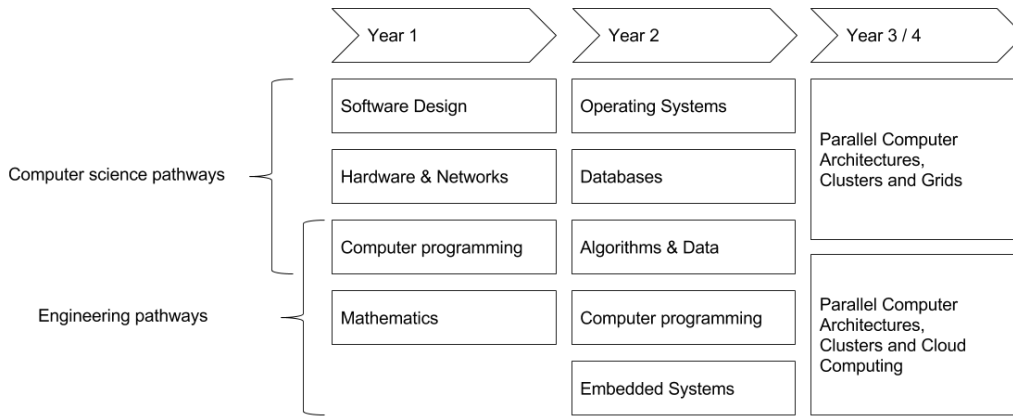 Year 1
Year 2
Year 3 / 4
Software Design
Operating Systems
Parallel Computer
Architectures,
Clusters and Grids
Computer science pathways
Hardware & Networks
Databases
Computer programming
Algorithms & Data
Engineering pathways
Mathematics
Computer programming
Parallel Computer
Architectures,
Clusters and Cloud
Computing
Embedded Systems